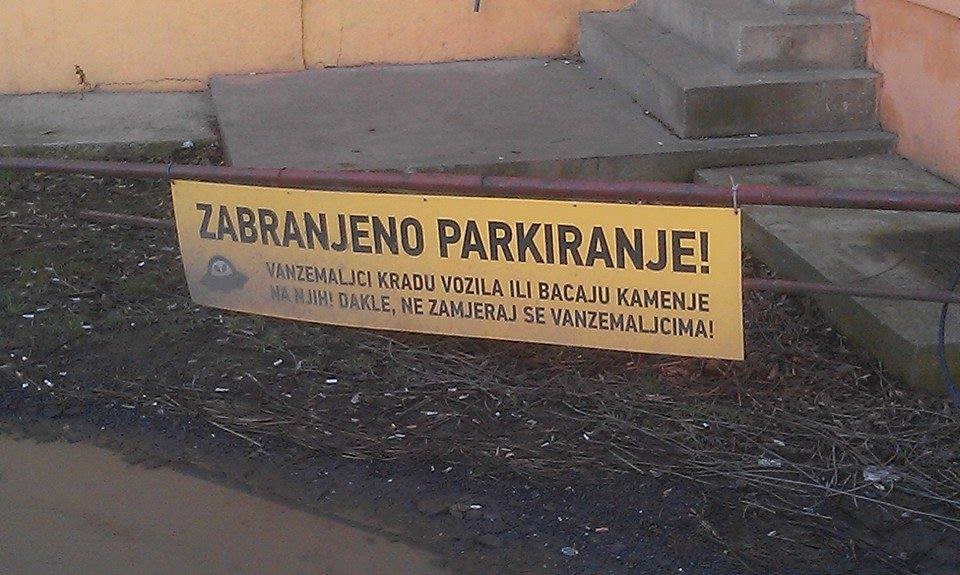 ZABRANJENO PARKIRANJE!
VANZEMALJCI KRADU VOZILA ILI BACAJU KAMENJE
NA NJIH! DAKLE, NE ZAMJERAJ SE VANZEMALJCIMA!